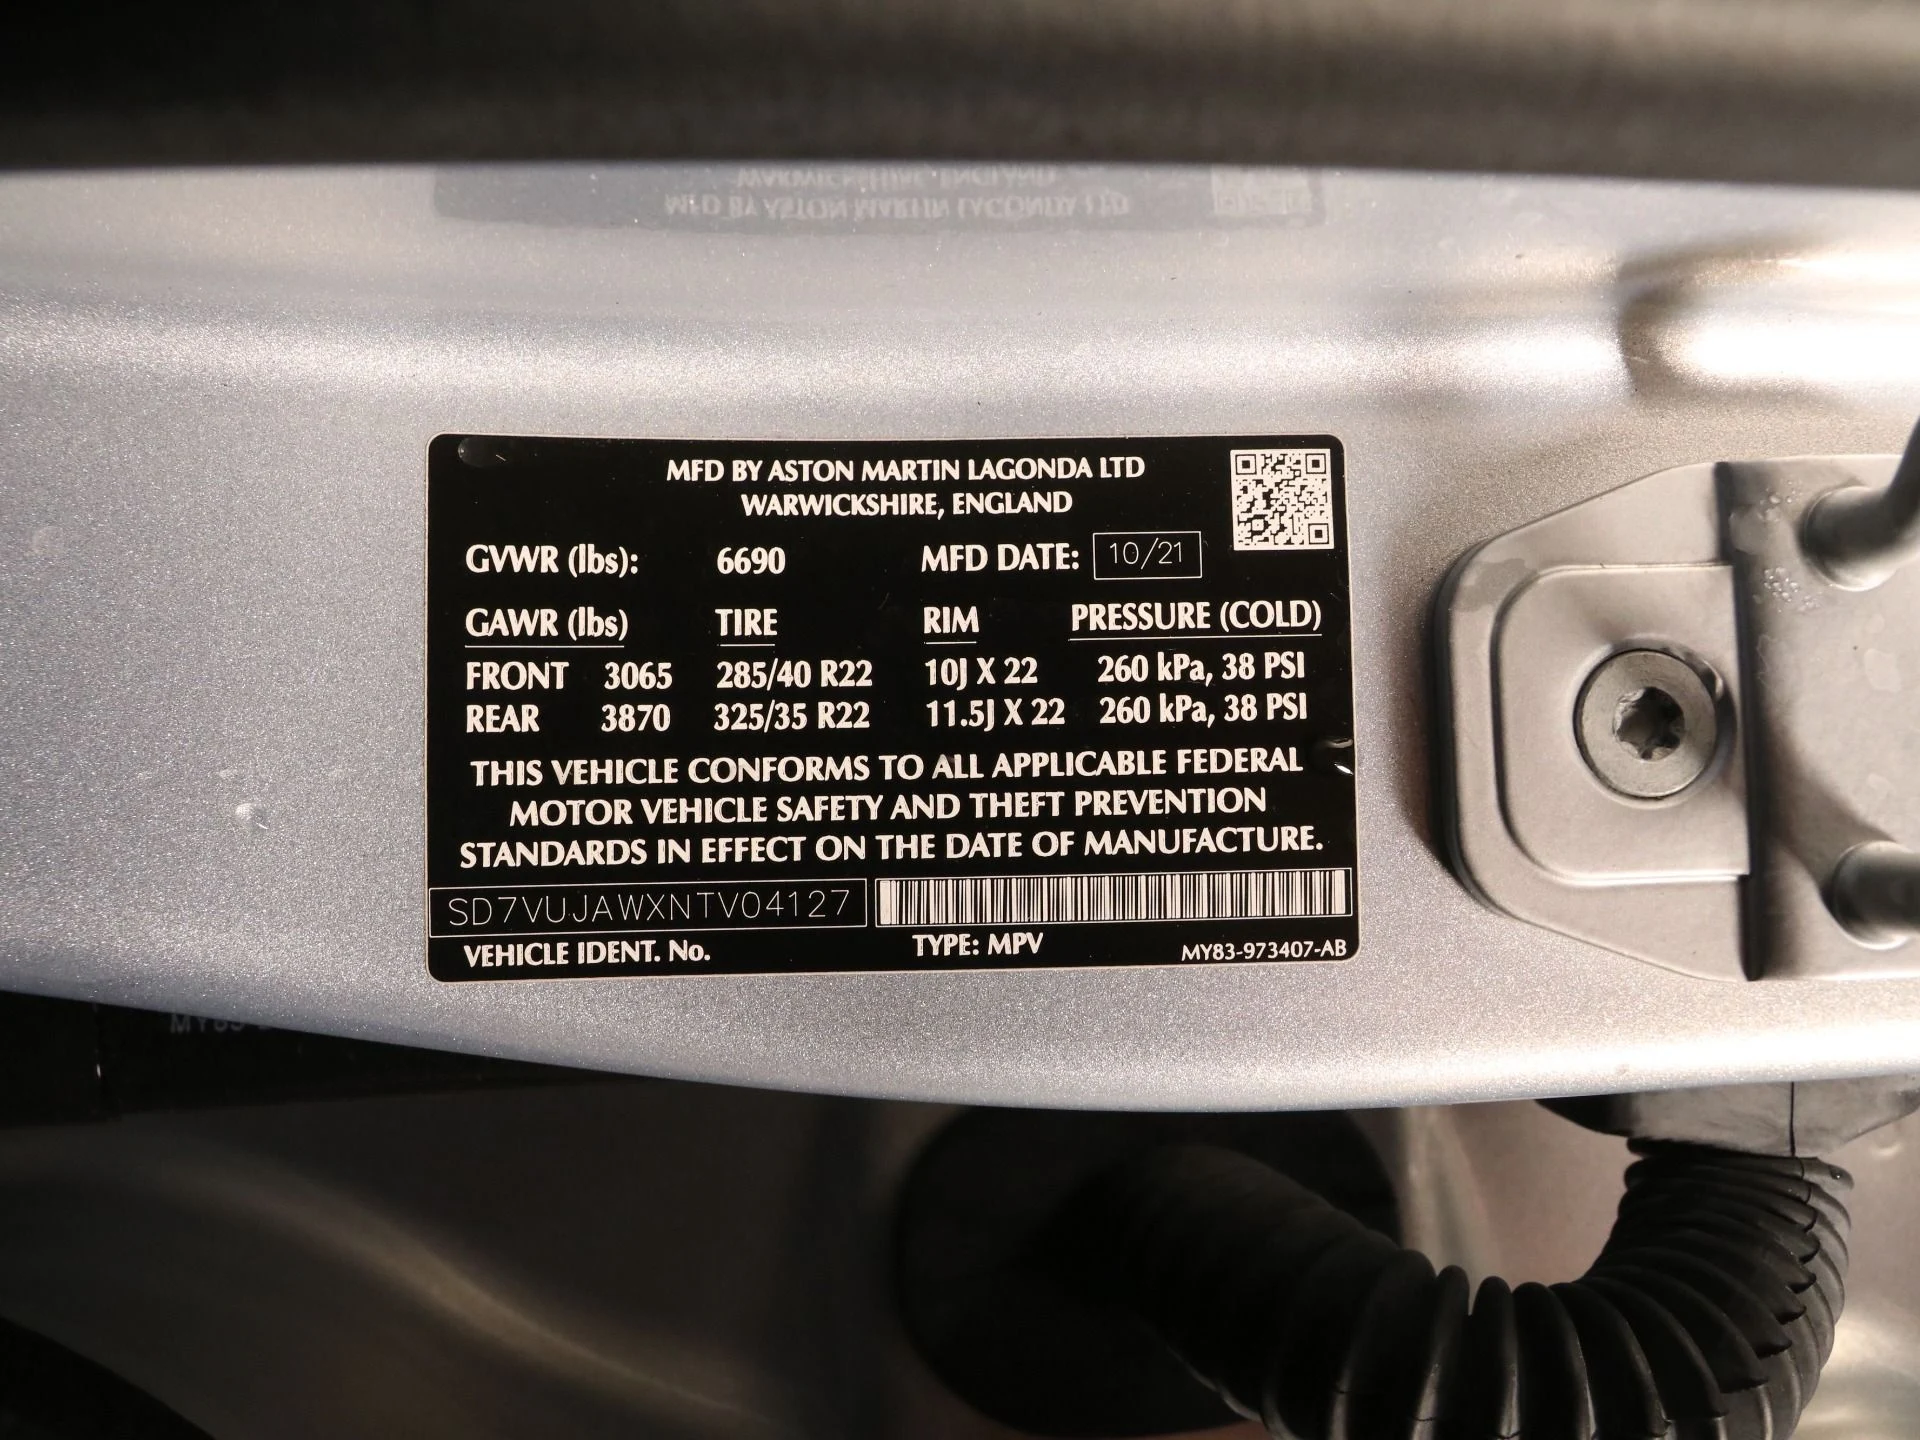 MFD BY ASTON MARTIN LAGONDA LTD
WARWICKSHIRE, ENGLAND
GVWR (lbs): 6690 MFD DATE: 10/21
GAWR (lbs) TIRE RIM PRESSURE (COLD)
FRONT 3065 285/40 R22 10J X 22 260 kPa, 38 PSI
REAR 3870 325/35 R22 11.5J X 22 260 kPa, 38 PSI
THIS VEHICLE CONFORMS TO ALL APPLICABLE FEDERAL
MOTOR VEHICLE SAFETY AND THEFT PREVENTION
STANDARDS IN EFFECT ON THE DATE OF MANUFACTURE.
SD7VUJAWXNTV04127
VEHICLE IDENT. No. TYPE: MPV MY83-973407-AB